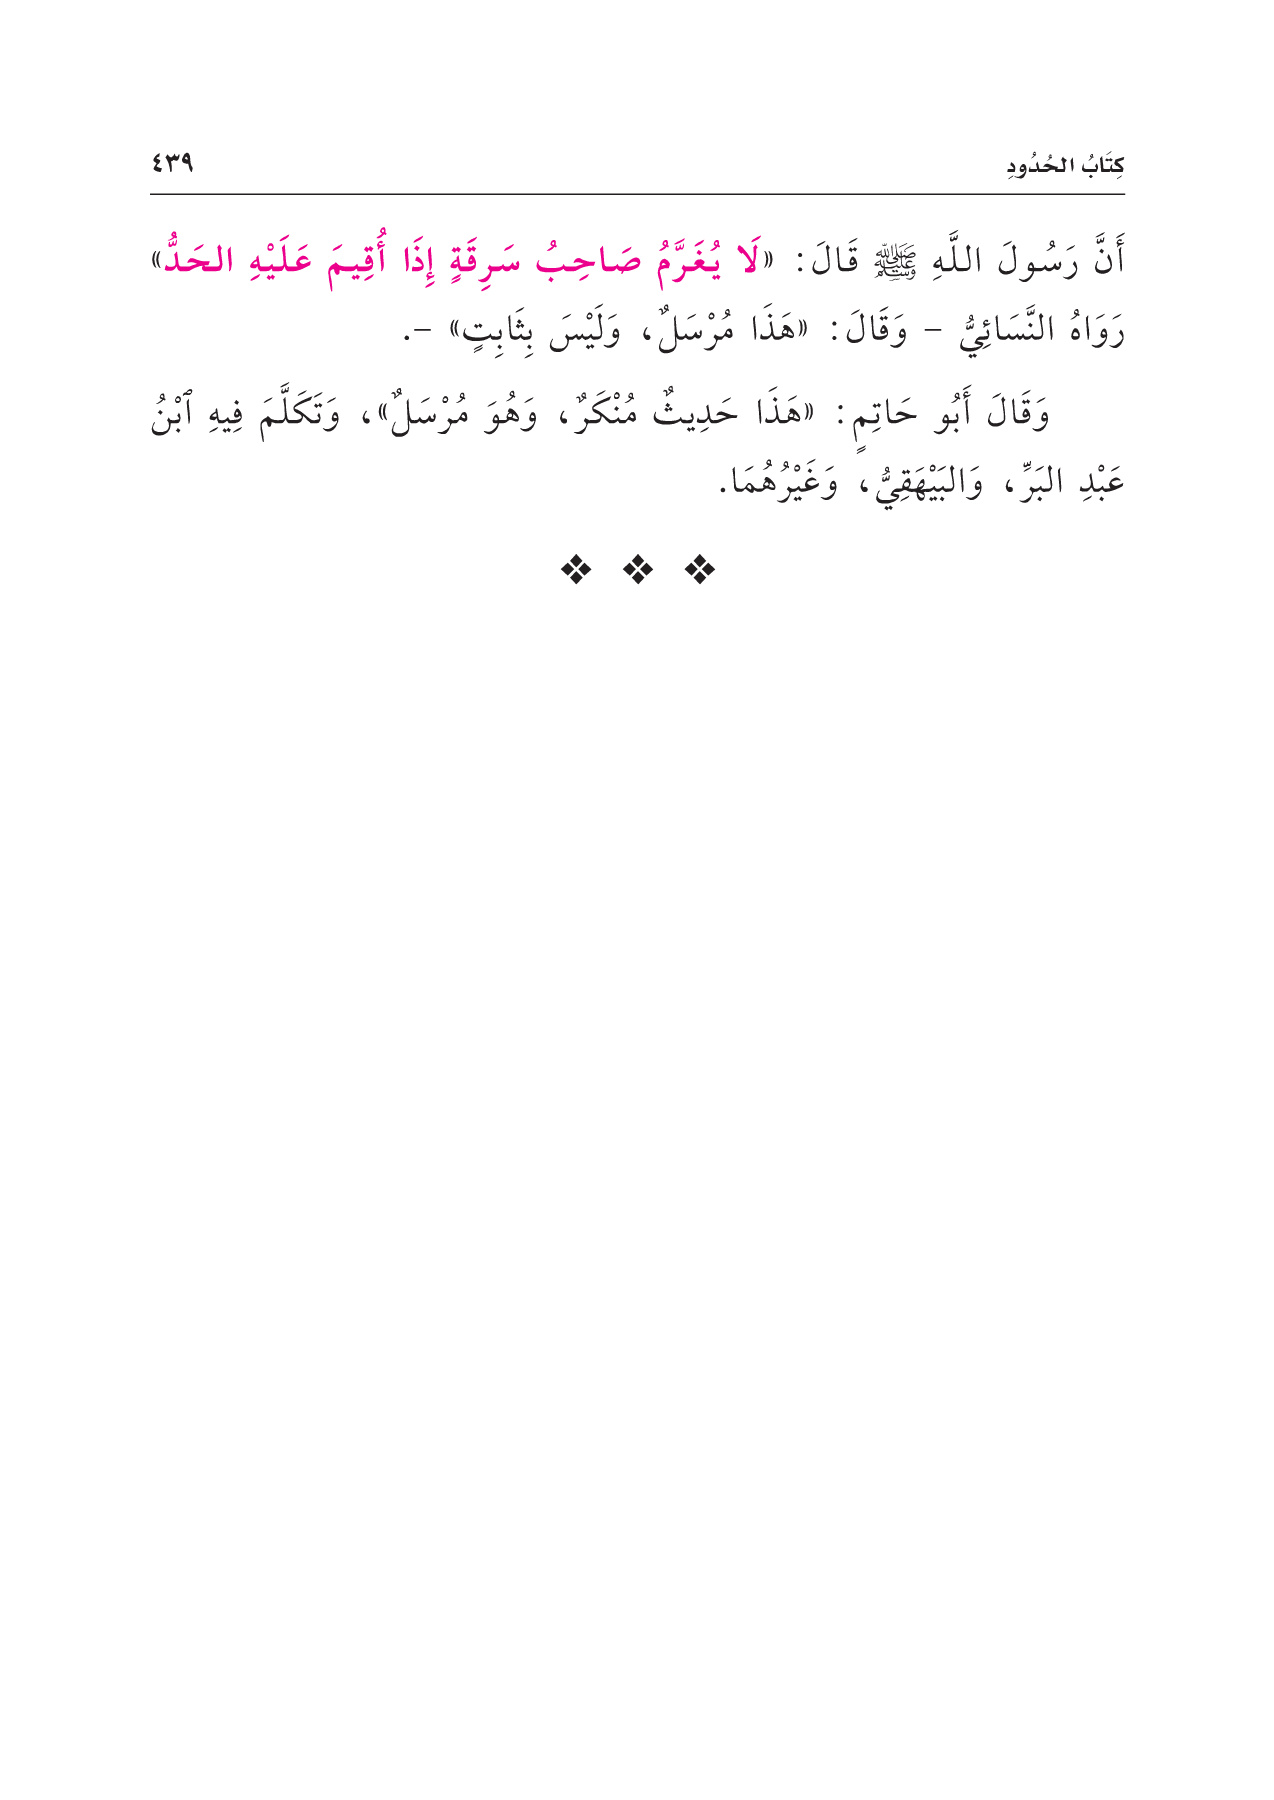 كِتَابُ الحُدُودِ ٤٣٩
أَنَّ رَسُولَ اللَّهِ ﷺ قَالَ: «لَا يُغَرَّمُ صَاحِبُ سَرِقَةٍ إِذَا أُقِيمَ عَلَيْهِ الحَدُّ»
رَوَاهُ النَّسَائِيُّ – وَقَالَ: «هَذَا مُرْسَلٌ، وَلَيْسَ بِثَابِتٍ» –.
وَقَالَ أَبُو حَاتِمٍ: «هَذَا حَدِيثٌ مُنْكَرٌ، وَهُوَ مُرْسَلٌ»، وَتَكَلَّمَ فِيهِ ٱبْنُ
عَبْدِ البَرِّ، وَالبَيْهَقِيُّ، وَغَيْرُهُمَا.